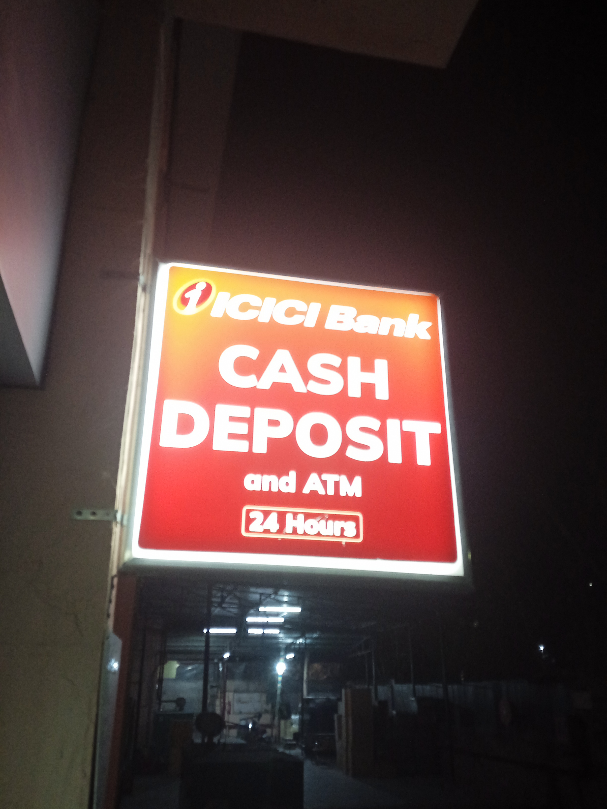 ICICI Bank
CASH
DEPOSIT
and ATM
24 Hours